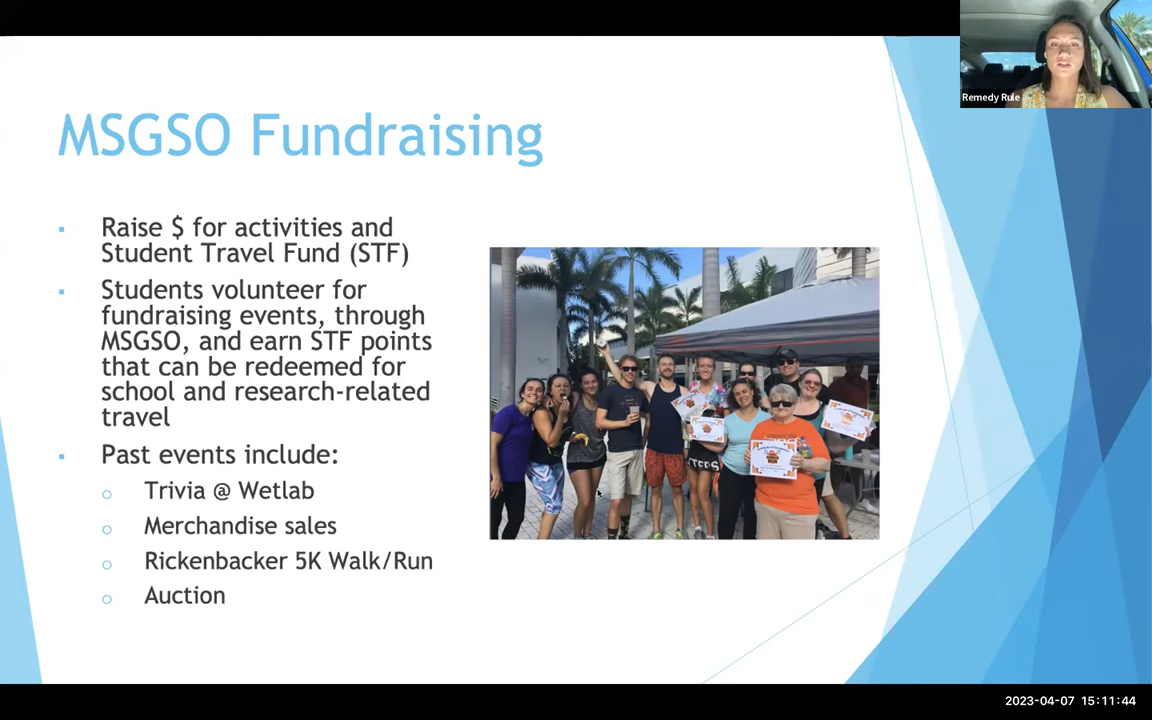 Remedy Rule
MSGSO Fundraising
▪ Raise $ for activities and
Student Travel Fund (STF)
▪ Students volunteer for
fundraising events, through
MSGSO, and earn STF points
that can be redeemed for
school and research-related
travel
▪ Past events include:
o Trivia @ Wetlab
o Merchandise sales
o Rickenbacker 5K Walk/Run
o Auction
2023-04-07 15:11:44